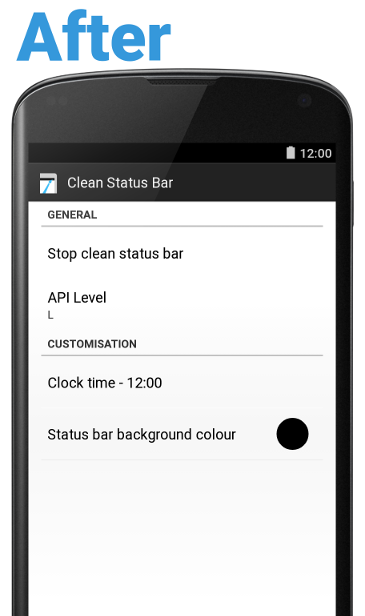 After
12:00
Clean Status Bar
GENERAL
Stop clean status bar
API Level
L
CUSTOMISATION
Clock time - 12:00
Status bar background colour